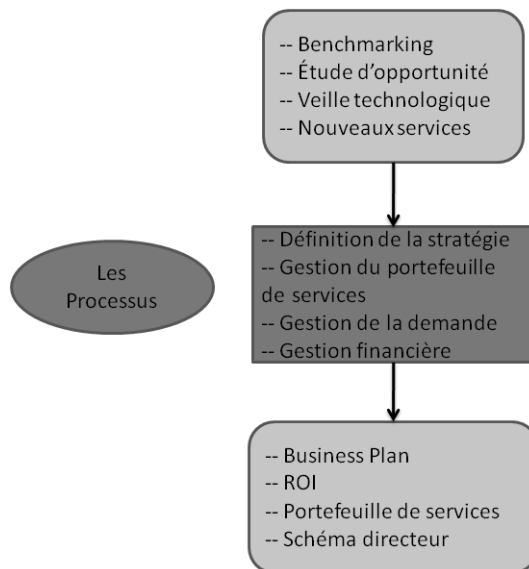 -- Benchmarking
-- Étude d'opportunité
-- Veille technologique
-- Nouveaux services
Les
Processus
-- Définition de la stratégie
-- Gestion du portefeuille
de services
-- Gestion de la demande
-- Gestion financière
-- Business Plan
-- ROI
-- Portefeuille de services
-- Schéma directeur